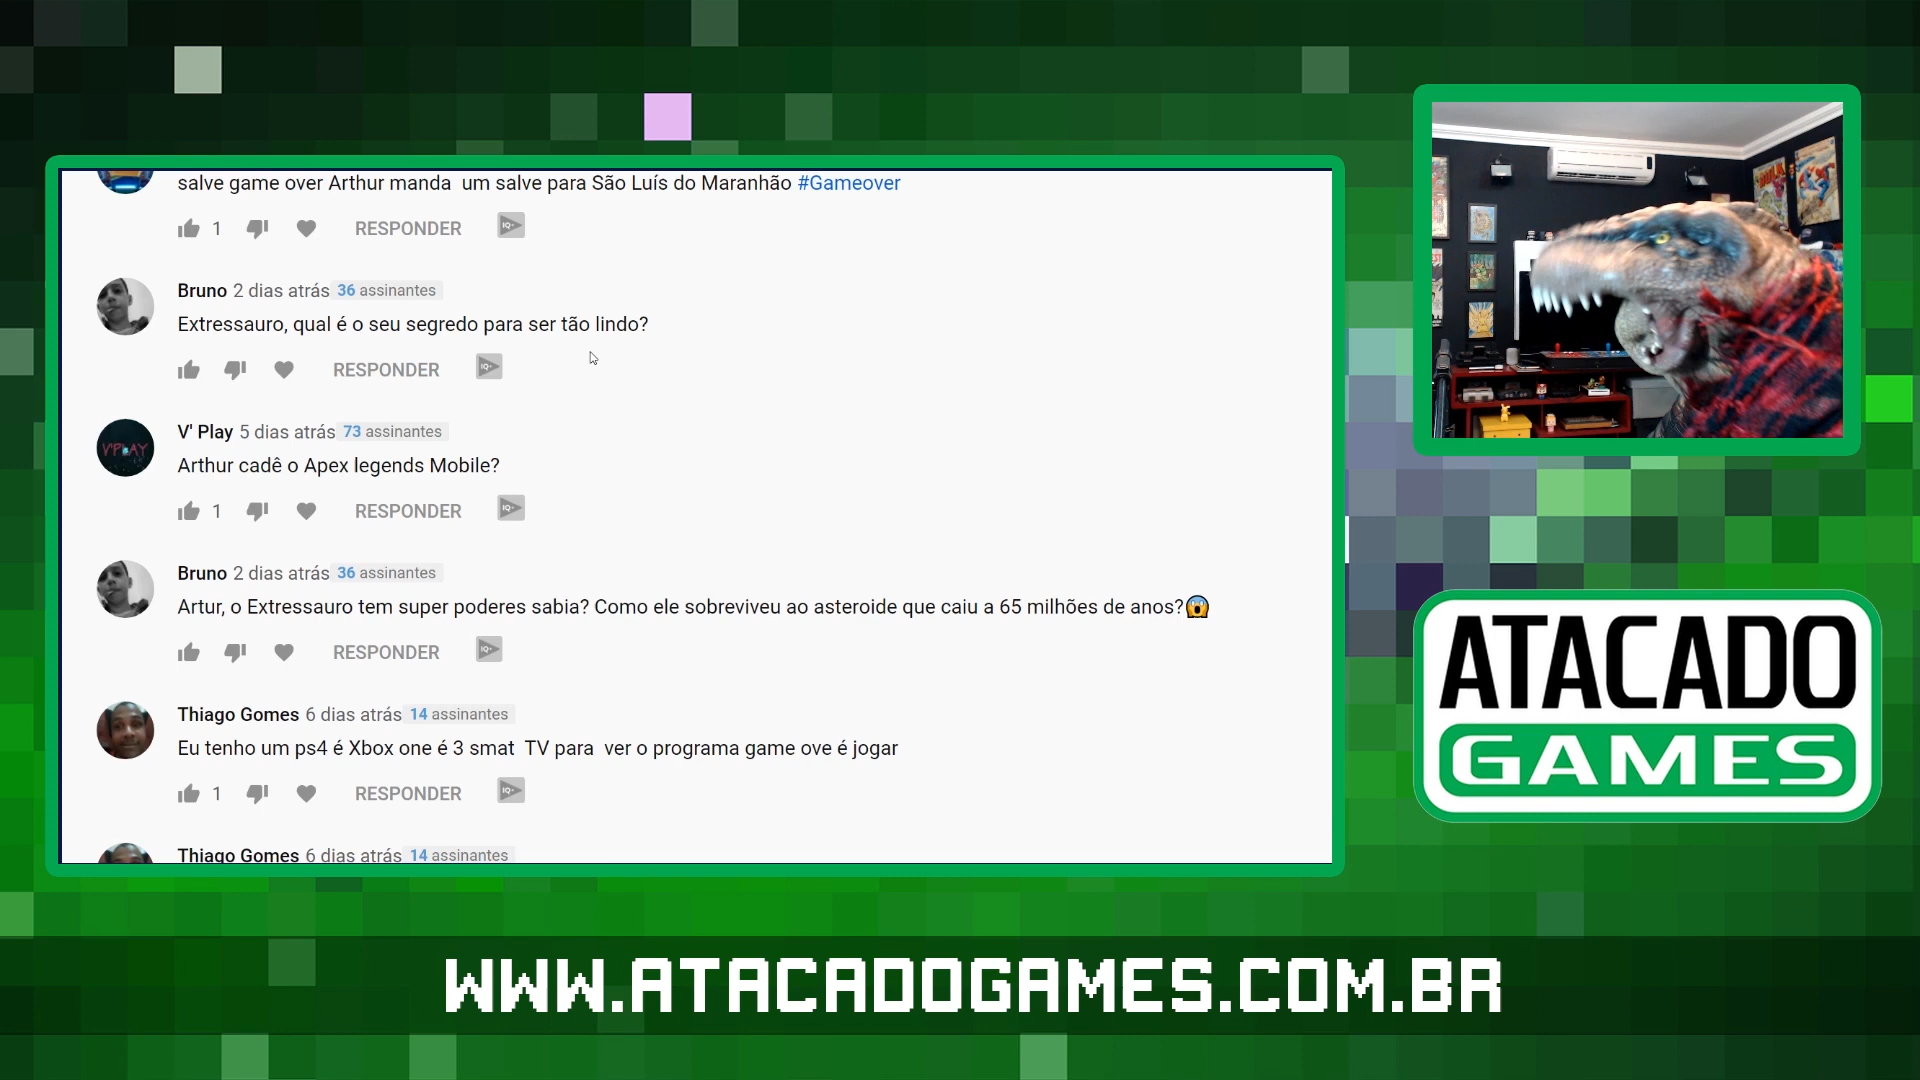 salve game over Arthur manda  um salve para São Luís do Maranhão #Gameover
1 RESPONDER
Bruno 2 dias atrás 36 assinantes
Extressauro, qual é o seu segredo para ser tão lindo?
RESPONDER
V' Play 5 dias atrás 73 assinantes
V'PLAY
Arthur cadê o Apex legends Mobile?
1 RESPONDER
Bruno 2 dias atrás 36 assinantes
Artur, o Extressauro tem super poderes sabia? Como ele sobreviveu ao asteroide que caiu a 65 milhões de anos?😱
RESPONDER
Thiago Gomes 6 dias atrás 14 assinantes
Eu tenho um ps4 é Xbox one é 3 smat  TV para  ver o programa game ove é jogar
1 RESPONDER
Thiago Gomes 6 dias atrás 14 assinantes
ATACADO
GAMES
WWW.ATACADOGAMES.COM.BR